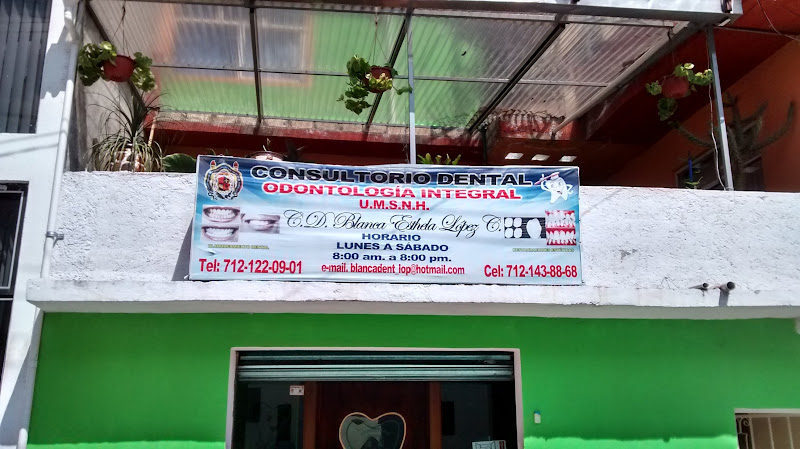 CONSULTORIO DENTAL
ODONTOLOGÍA INTEGRAL
U.M.S.N.H.
C.D. Blanca Esthela López C.
HORARIO
LUNES A SÁBADO
8:00 am. a 8:00 pm.
Tel: 712-122-09-01
e-mail. blancadent_lop@hotmail.com
Cel: 712-143-88-68